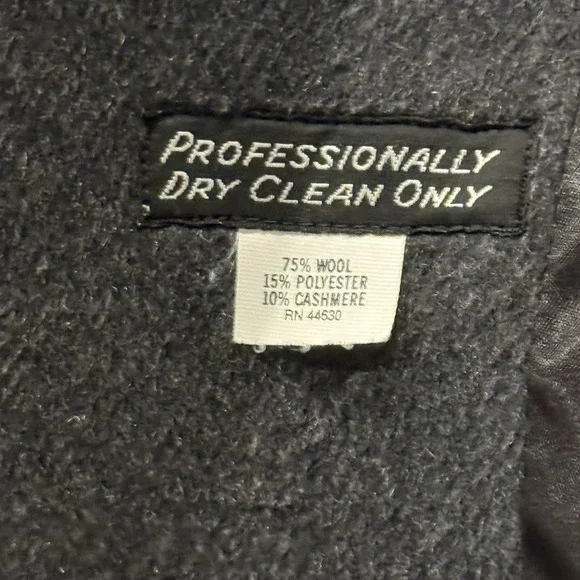 PROFESSIONALLY
DRY CLEAN ONLY
75% WOOL
15% POLYESTER
10% CASHMERE
RN 44630